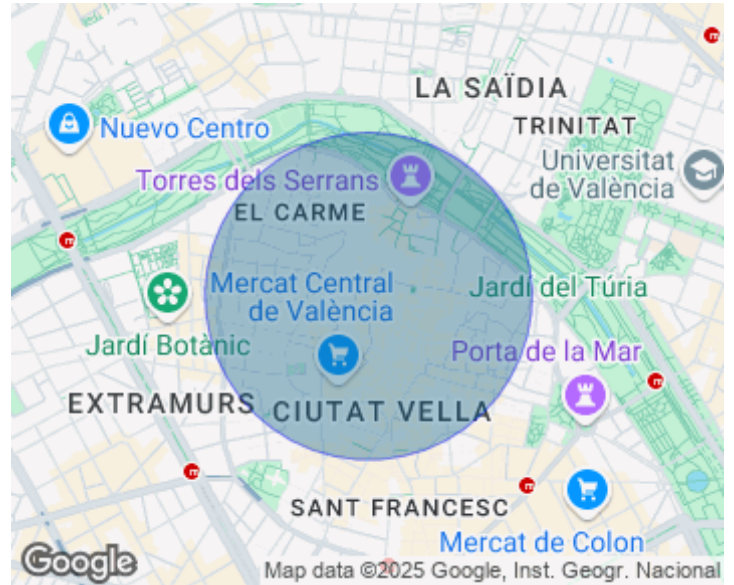 LA SAÏDIA
Nuevo Centro
TRINITAT
Universitat
de València
Torres dels Serrans
EL CARME
Mercat Central
de València
Jardí del Túria
Jardí Botànic
Porta de la Mar
EXTRAMURS
CIUTAT VELLA
SANT FRANCESC
Mercat de Colon
Google
Map data ©2025 Google, Inst. Geogr. Nacional